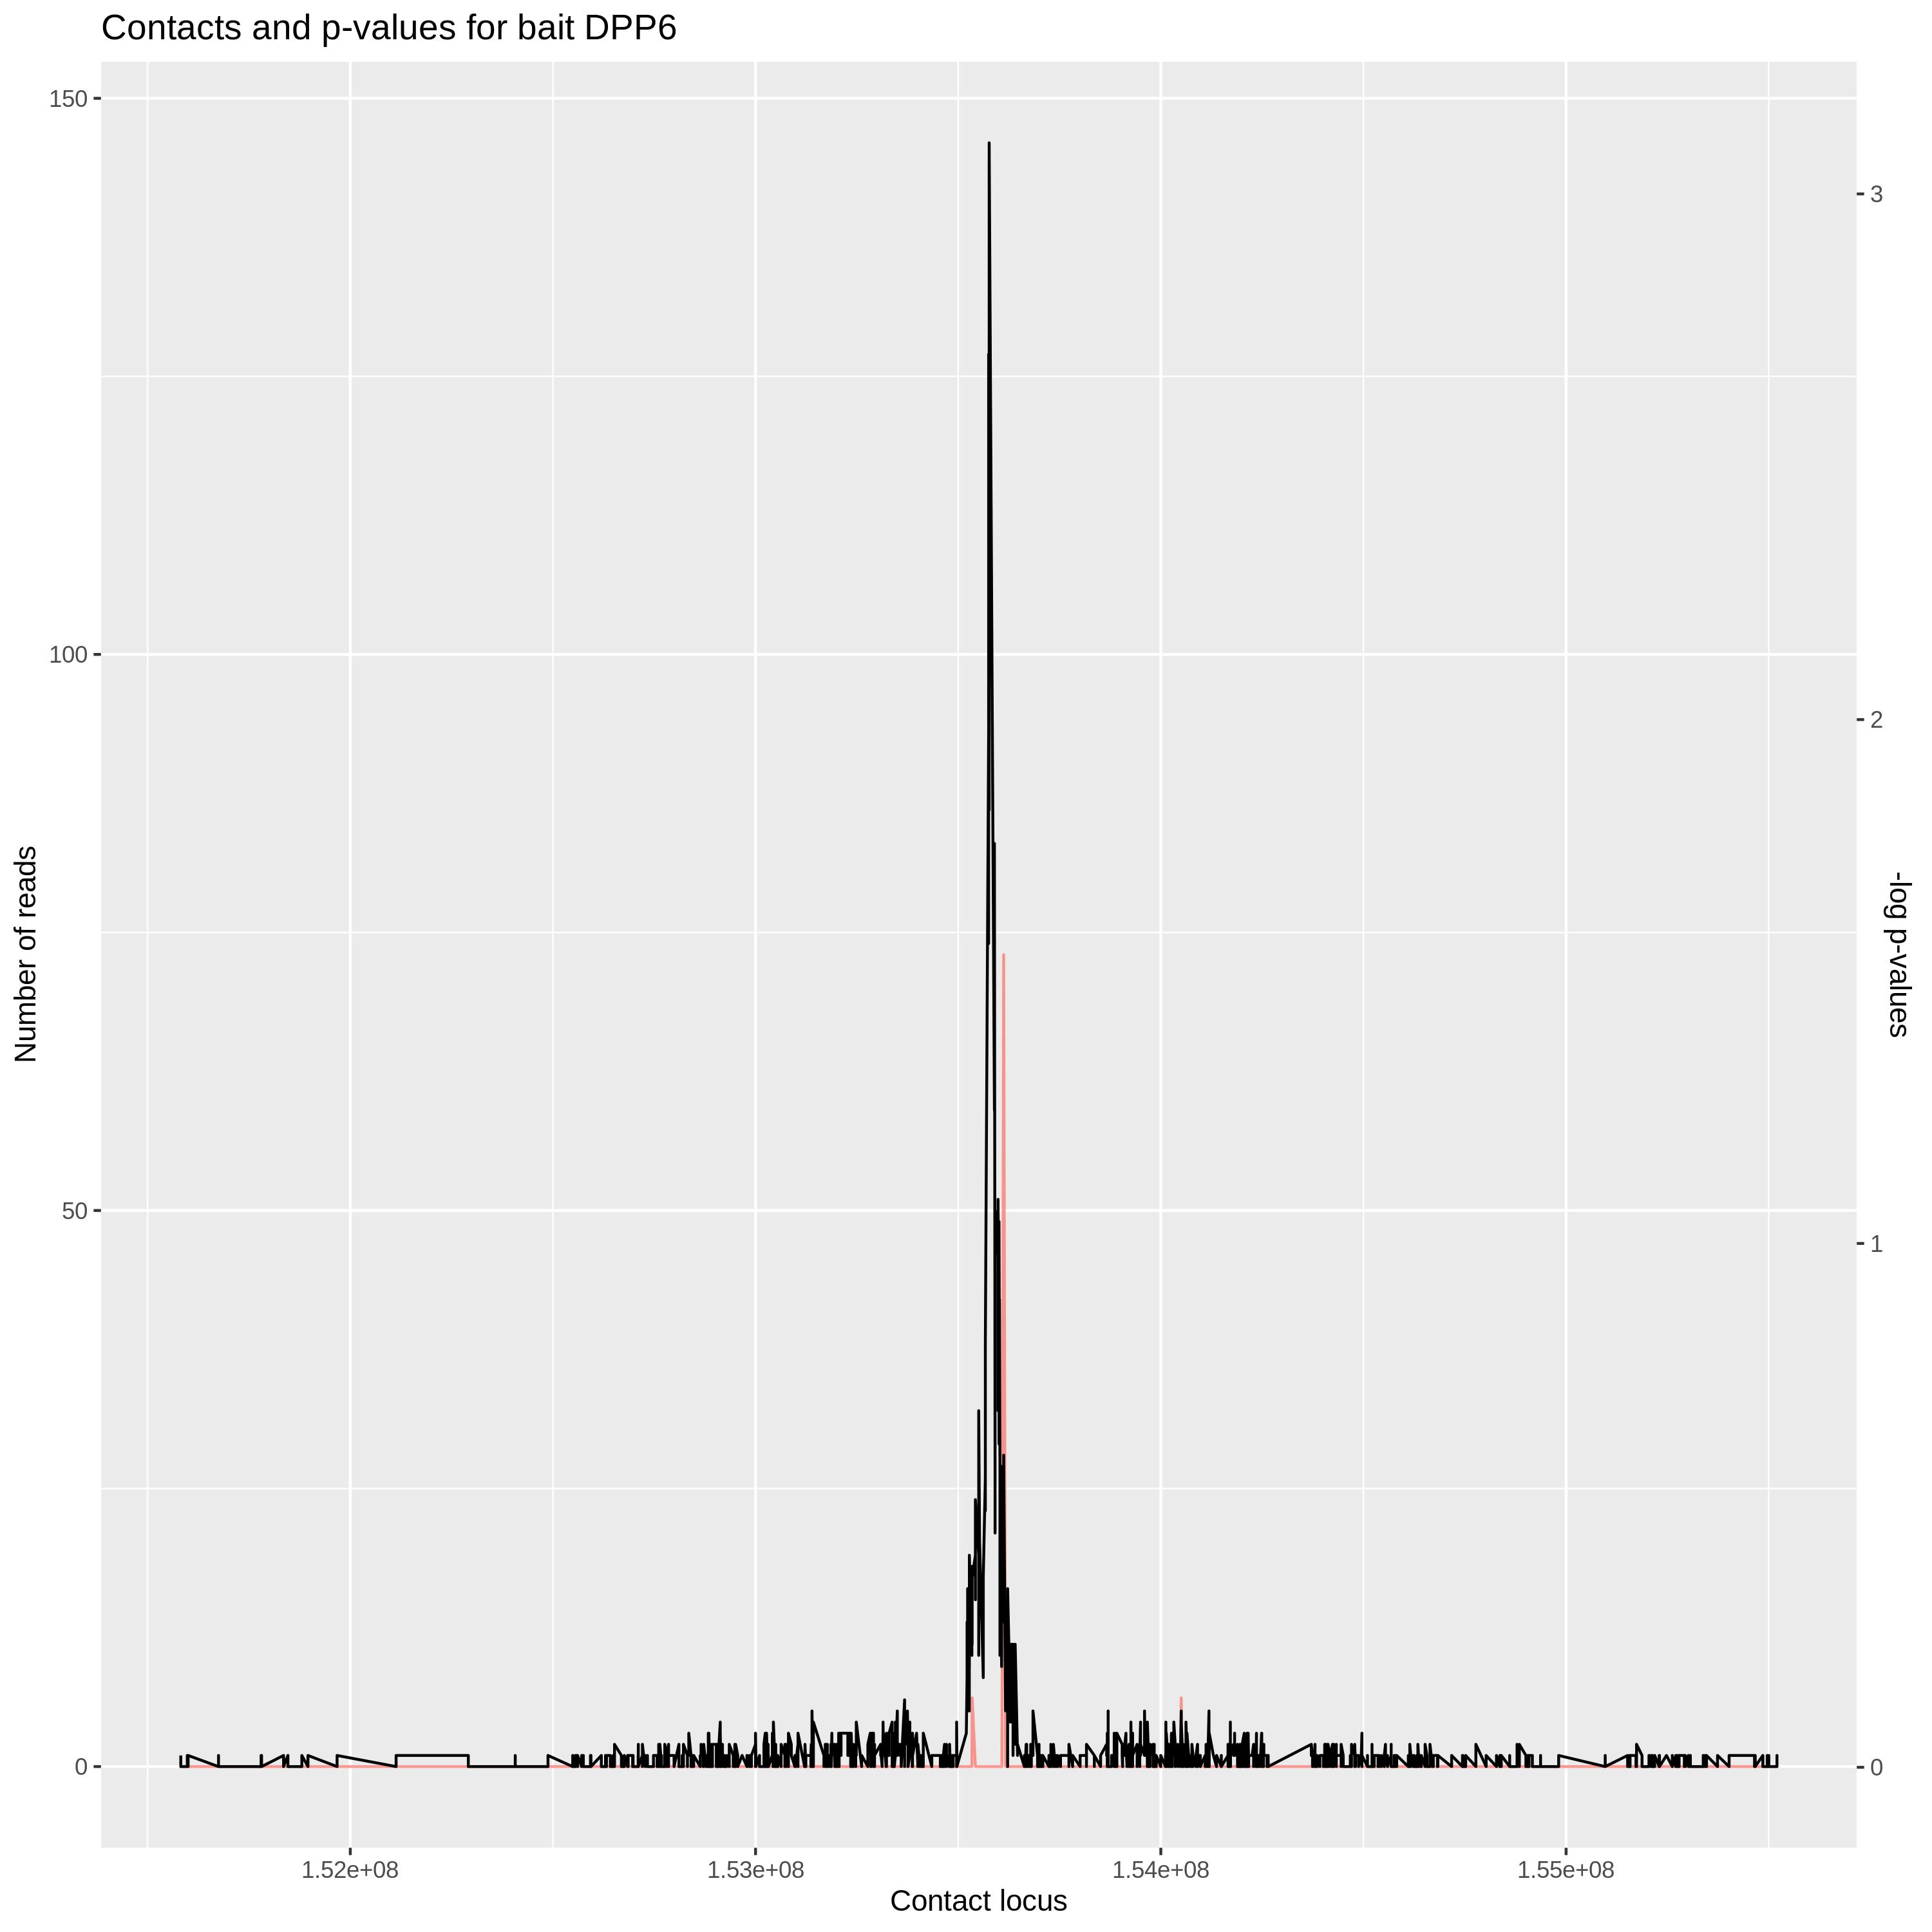 Contacts and p-values for bait DPP6
150
100
50
0
Number of reads
3
2
1
0
-log p-values
1.52e+08 1.53e+08 1.54e+08 1.55e+08
Contact locus